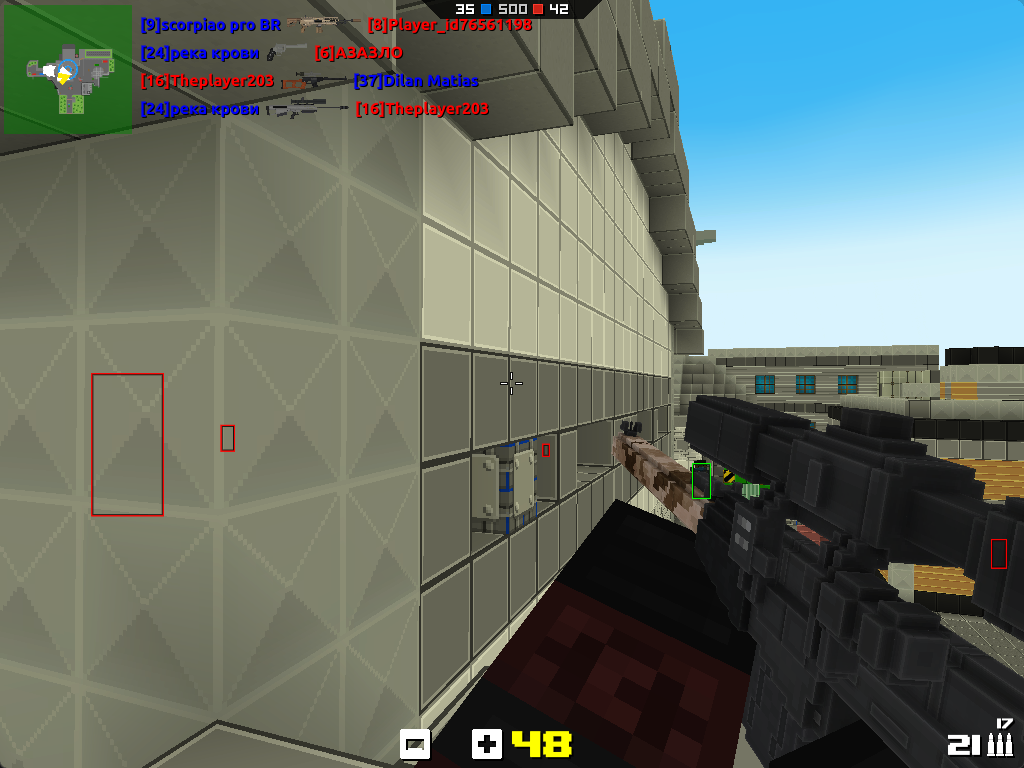 35 500 42
[9]scorpiao pro BR [8]Player_id76561198
[24]река крови [6]АЗАЗЛО
[16]Theplayer203 [37]Dilan Matias
[24]река крови [16]Theplayer203
48
17
21